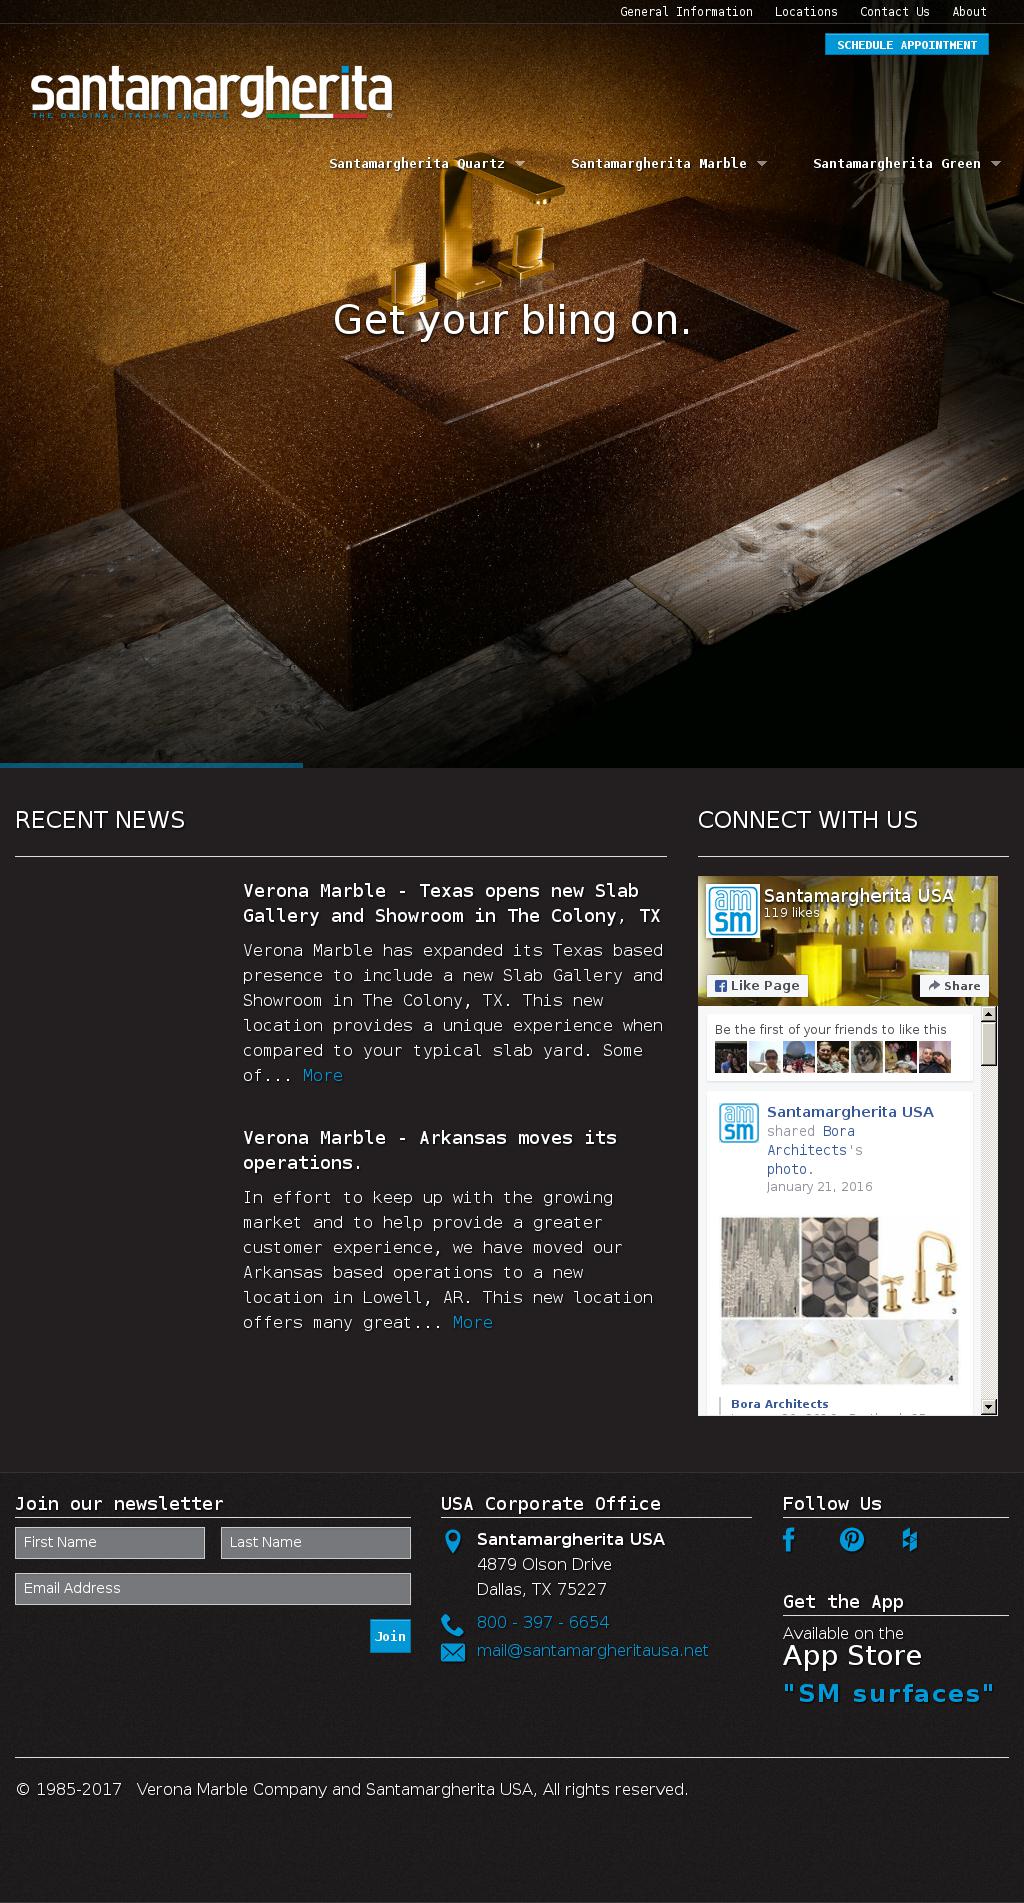 General Information
Locations
Contact Us
About
SCHEDULE APPOINTMENT
santamargherita
THE ORIGINAL ITALIAN SURFACE
®
Santamargherita Quartz
Santamargherita Marble
Santamargherita Green
Get your bling on.
RECENT NEWS
Verona Marble - Texas opens new Slab
Gallery and Showroom in The Colony, TX
Verona Marble has expanded its Texas based
presence to include a new Slab Gallery and
Showroom in The Colony, TX. This new
location provides a unique experience when
compared to your typical slab yard. Some
of... More
Verona Marble - Arkansas moves its
operations.
In effort to keep up with the growing
market and to help provide a greater
customer experience, we have moved our
Arkansas based operations to a new
location in Lowell, AR. This new location
offers many great... More
CONNECT WITH US
am
sm
Santamargherita USA
119 likes
Like Page
Share
Be the first of your friends to like this
am
sm
Santamargherita USA
shared Bora
Architects's
photo.
January 21, 2016
1
2
3
4
Bora Architects
Join our newsletter
First Name
Last Name
Email Address
Join
USA Corporate Office
Santamargherita USA
4879 Olson Drive
Dallas, TX 75227
800 - 397 - 6654
mail@santamargheritausa.net
Follow Us
Get the App
Available on the
App Store
"SM surfaces"
© 1985-2017 Verona Marble Company and Santamargherita USA, All rights reserved.